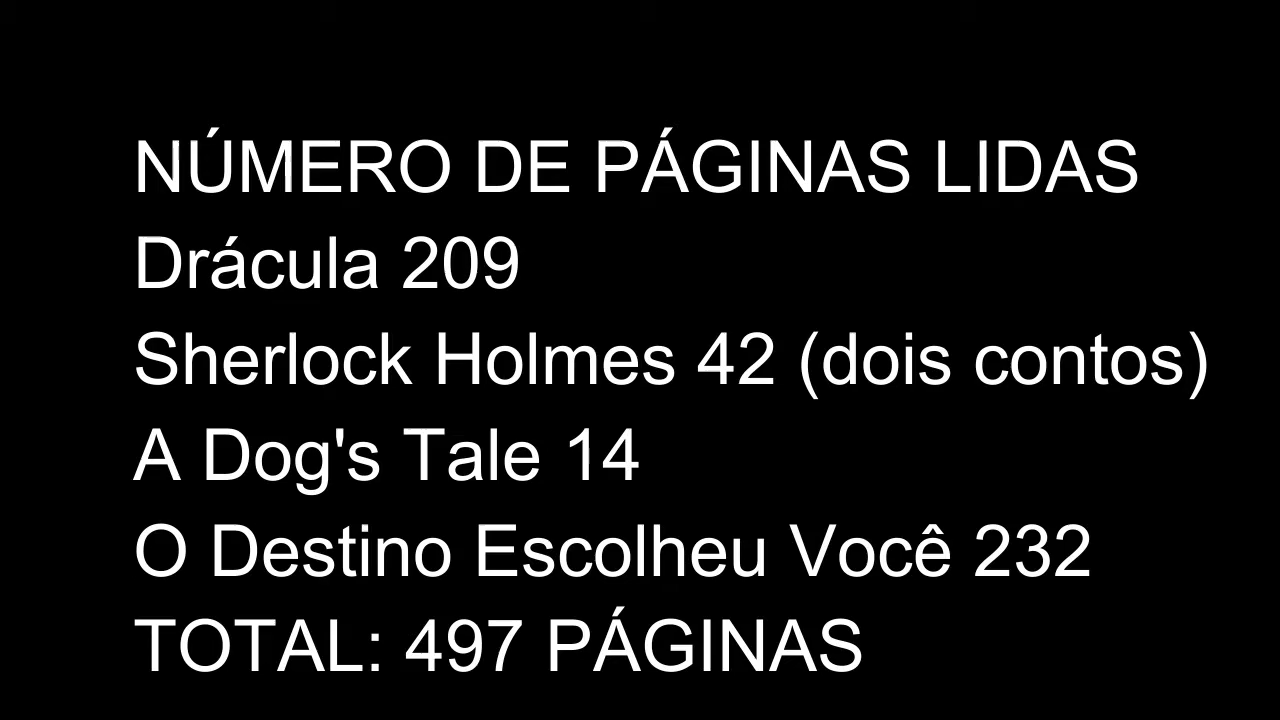 NÚMERO DE PÁGINAS LIDAS
Drácula 209
Sherlock Holmes 42 (dois contos)
A Dog's Tale 14
O Destino Escolheu Você 232
TOTAL: 497 PÁGINAS